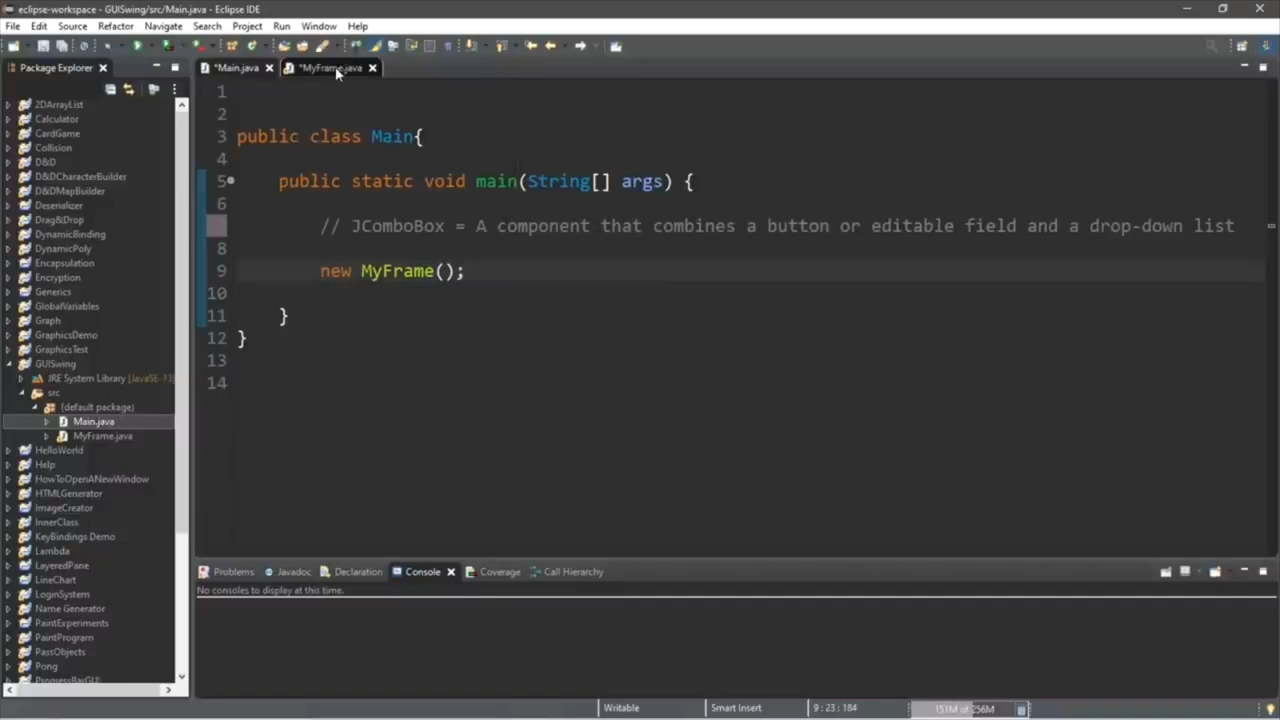 eclipse-workspace - GUISwing/src/Main.java - Eclipse IDE
File Edit Source Refactor Navigate Search Project Run Window Help
Package Explorer
*Main.java
*MyFrame.java
2DArrayList
Calculator
CardGame
Collision
D&D
D&DCharacterBuilder
D&DMapBuilder
Deserializer
Drag&Drop
DynamicBinding
DynamicPoly
Encapsulation
Encryption
Generics
GlobalVariables
Graph
GraphicsDemo
GraphicsTest
GUISwing
JRE System Library [JavaSE-13]
src
(default package)
Main.java
MyFrame.java
HelloWorld
Help
HowToOpenANewWindow
HTMLGenerator
ImageCreator
InnerClass
KeyBindings Demo
Lambda
LayeredPane
LineChart
LoginSystem
Name Generator
PaintExperiments
PaintProgram
PassObjects
Pong
ProgressBarGUI
1
2
3 public class Main{
4
5 public static void main(String[] args) {
6
// JComboBox = A component that combines a button or editable field and a drop-down list
8
9 new MyFrame();
10
11 }
12 }
13
14
Problems Javadoc Declaration Console Coverage Call Hierarchy
No consoles to display at this time.
Writable Smart Insert 9 : 23 : 184 151M of 256M